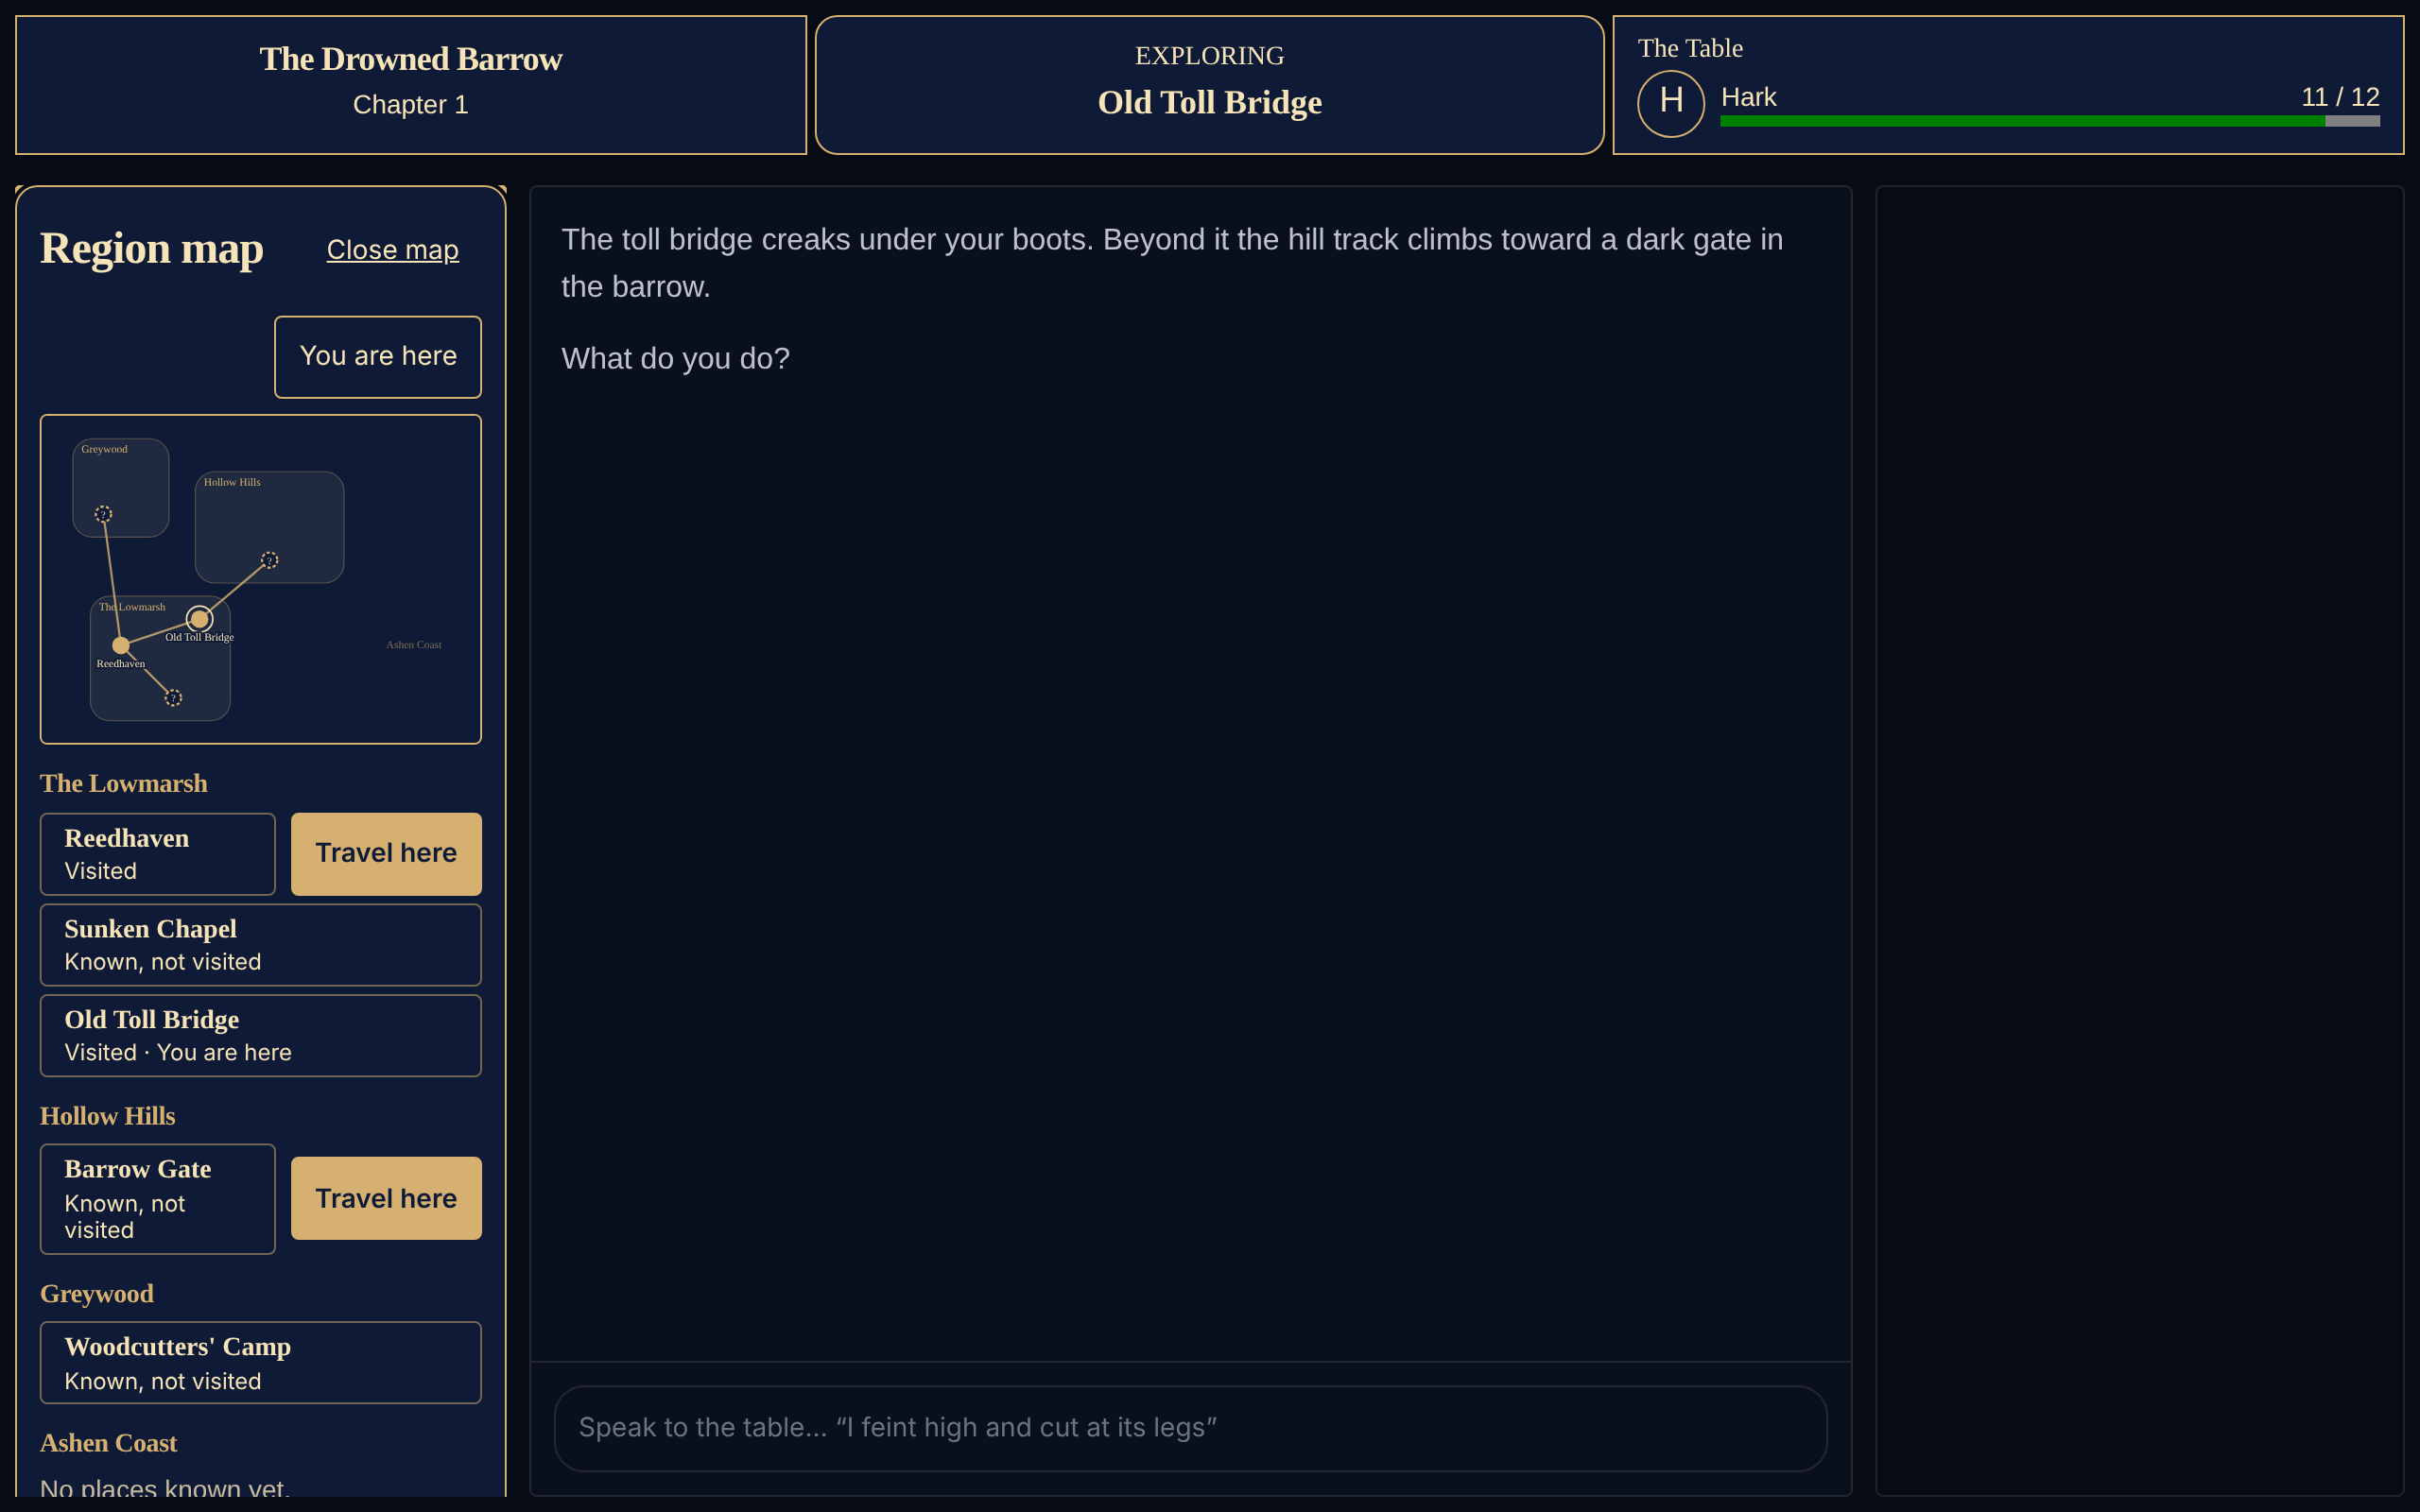 The Drowned Barrow
Chapter 1
EXPLORING
Old Toll Bridge
The Table
H
Hark
11 / 12
Region map
Close map
You are here
Greywood
?
Hollow Hills
?
The Lowmarsh
Old Toll Bridge
Reedhaven
?
Ashen Coast
The Lowmarsh
Reedhaven
Visited
Travel here
Sunken Chapel
Known, not visited
Old Toll Bridge
Visited · You are here
Hollow Hills
Barrow Gate
Known, not
visited
Travel here
Greywood
Woodcutters' Camp
Known, not visited
Ashen Coast
No places known yet.
The toll bridge creaks under your boots. Beyond it the hill track climbs toward a dark gate in
the barrow.
What do you do?
Speak to the table... “I feint high and cut at its legs”